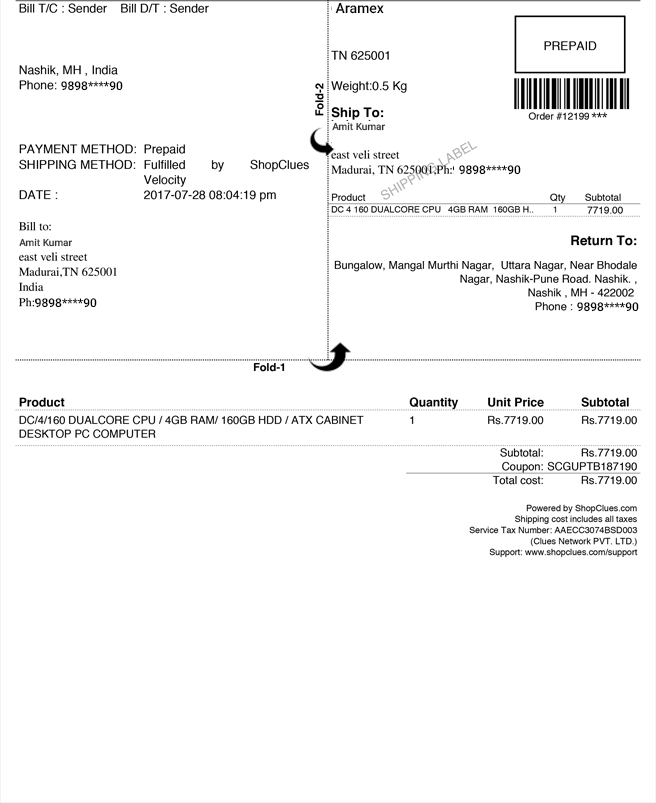 Bill T/C : Sender Bill D/T : Sender
Nashik, MH , India
Phone: 9898****90
PAYMENT METHOD: Prepaid
SHIPPING METHOD: Fulfilled by ShopClues
Velocity
DATE : 2017-07-28 08:04:19 pm
Bill to:
Amit Kumar
east veli street
Madurai,TN 625001
India
Ph:9898****90
Fold-2
Aramex
PREPAID
TN 625001
Weight:0.5 Kg
Order #12199 ***
Ship To:
Amit Kumar
east veli street
Madurai, TN 625001,Ph: 9898****90
SHIPPING LABEL
Product Qty Subtotal
DC 4 160 DUALCORE CPU 4GB RAM 160GB H.. 1 7719.00
Return To:
Bungalow, Mangal Murthi Nagar, Uttara Nagar, Near Bhodale
Nagar, Nashik-Pune Road. Nashik. ,
Nashik , MH - 422002
Phone : 9898****90
Fold-1
Product Quantity Unit Price Subtotal
DC/4/160 DUALCORE CPU / 4GB RAM/ 160GB HDD / ATX CABINET 1 Rs.7719.00 Rs.7719.00
DESKTOP PC COMPUTER
Subtotal: Rs.7719.00
Coupon: SCGUPTB187190
Total cost: Rs.7719.00
Powered by ShopClues.com
Shipping cost includes all taxes
Service Tax Number: AAECC3074BSD003
(Clues Network PVT. LTD.)
Support: www.shopclues.com/support